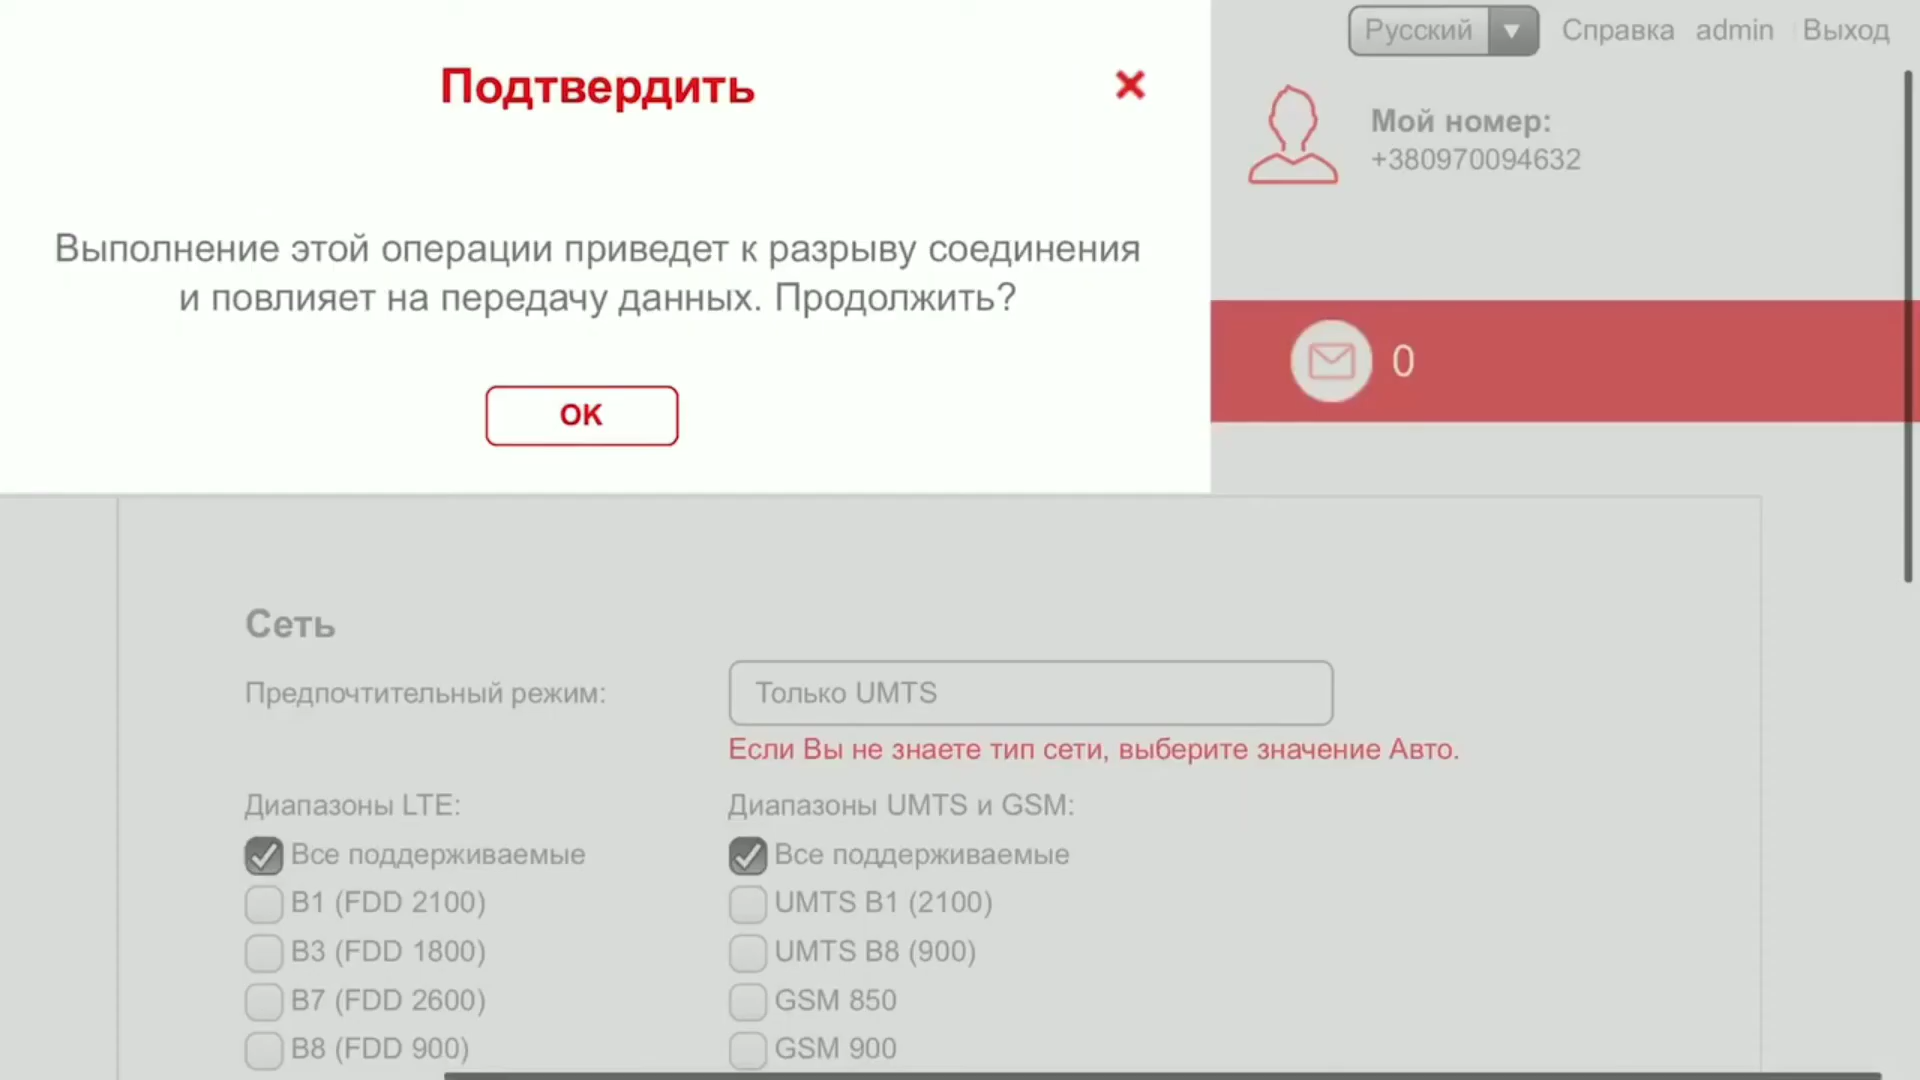 Русский
Справка admin Выход
Подтвердить
Мой номер:
+380970094632
Выполнение этой операции приведет к разрыву соединения
и повлияет на передачу данных. Продолжить?
0
OK
Сеть
Предпочтительный режим:
Только UMTS
Если Вы не знаете тип сети, выберите значение Авто.
Диапазоны LTE:
Все поддерживаемые
B1 (FDD 2100)
B3 (FDD 1800)
B7 (FDD 2600)
B8 (FDD 900)
Диапазоны UMTS и GSM:
Все поддерживаемые
UMTS B1 (2100)
UMTS B8 (900)
GSM 850
GSM 900